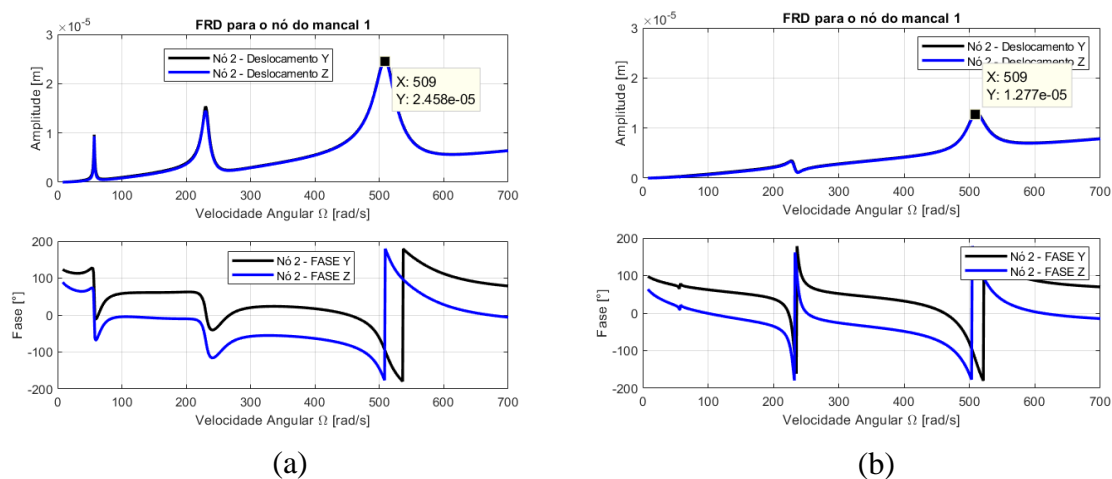 FRD para o nó do mancal 1
×10⁻⁵
3
2
1
0
Amplitude [m]
Nó 2 - Deslocamento Y
Nó 2 - Deslocamento Z
X: 509
Y: 2.458e-05
0 100 200 300 400 500 600 700
Velocidade Angular Ω [rad/s]
200
100
0
-100
-200
Fase [°]
Nó 2 - FASE Y
Nó 2 - FASE Z
0 100 200 300 400 500 600 700
Velocidade Angular Ω [rad/s]
(a)
FRD para o nó do mancal 1
×10⁻⁵
3
2
1
0
Amplitude [m]
Nó 2 - Deslocamento Y
Nó 2 - Deslocamento Z
X: 509
Y: 1.277e-05
0 100 200 300 400 500 600 700
Velocidade Angular Ω [rad/s]
200
100
0
-100
-200
Fase [°]
Nó 2 - FASE Y
Nó 2 - FASE Z
0 100 200 300 400 500 600 700
Velocidade Angular Ω [rad/s]
(b)